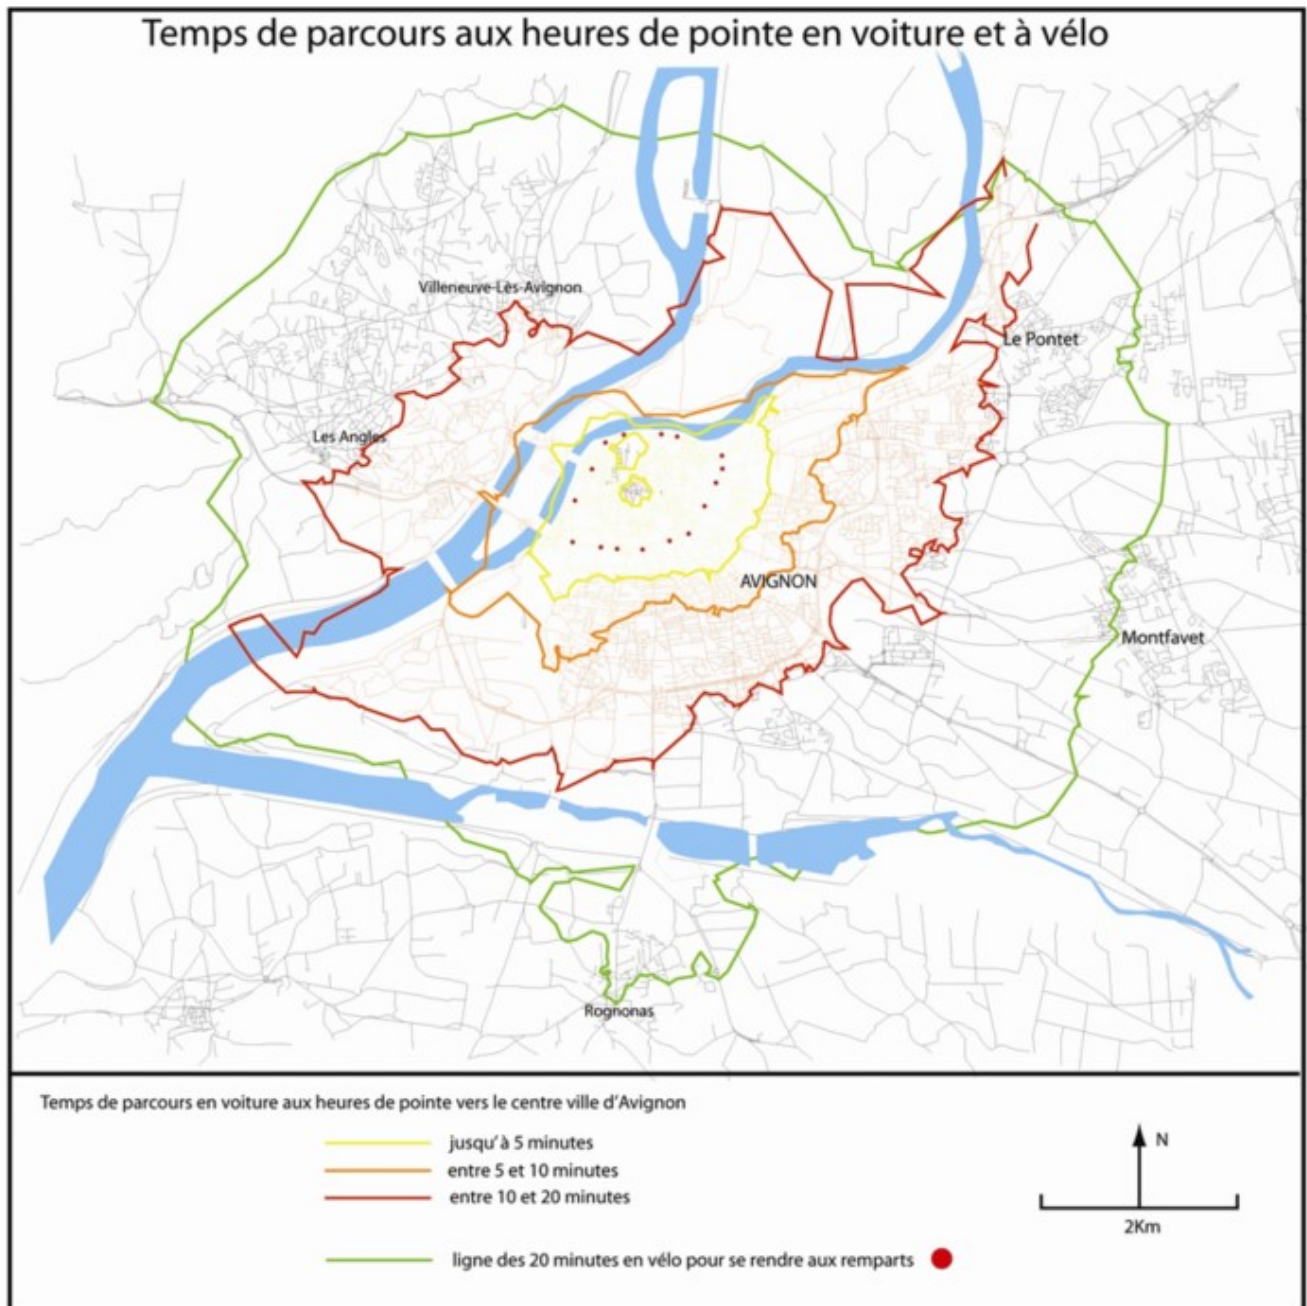 Temps de parcours aux heures de pointe en voiture et à vélo
Villeneuve-Lès-Avignon
Le Pontet
Les Angles
AVIGNON
Montfavet
Rognonas
Temps de parcours en voiture aux heures de pointe vers le centre ville d'Avignon
jusqu'à 5 minutes
N
entre 5 et 10 minutes
entre 10 et 20 minutes
2Km
ligne des 20 minutes en vélo pour se rendre aux remparts